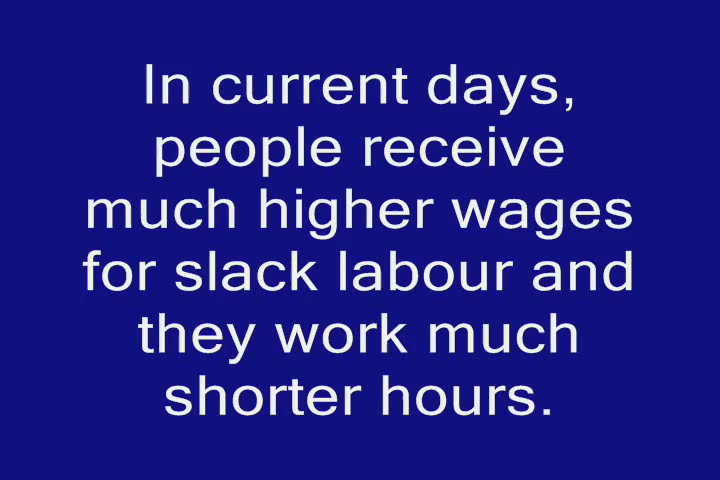 In current days,
people receive
much higher wages
for slack labour and
they work much
shorter hours.